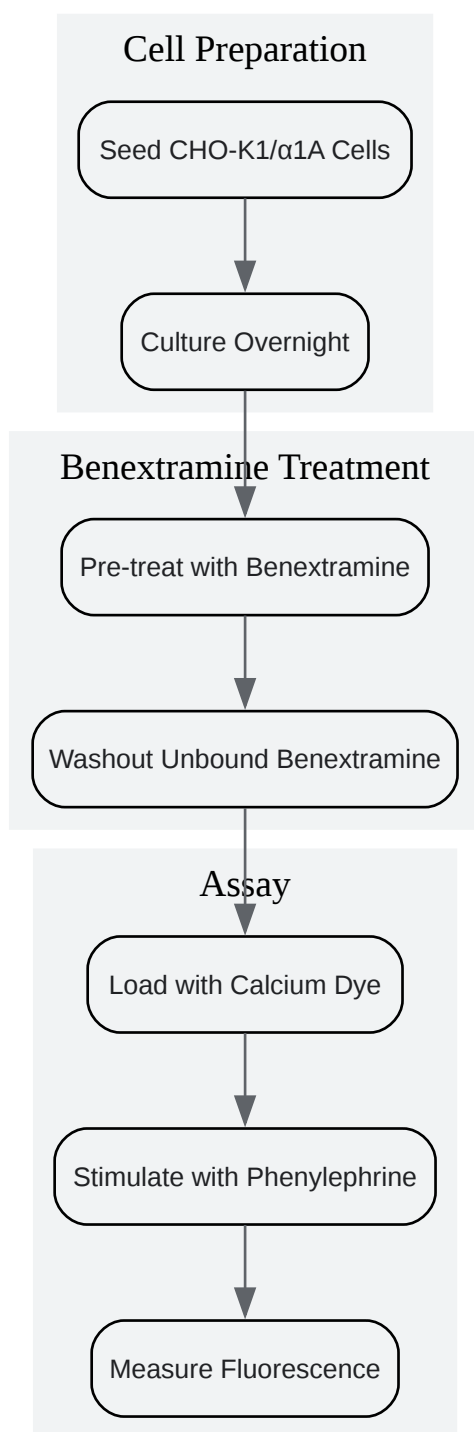 Cell Preparation
Seed CHO-K1/α1A Cells
Culture Overnight
Benextramine Treatment
Pre-treat with Benextramine
Washout Unbound Benextramine
Assay
Load with Calcium Dye
Stimulate with Phenylephrine
Measure Fluorescence